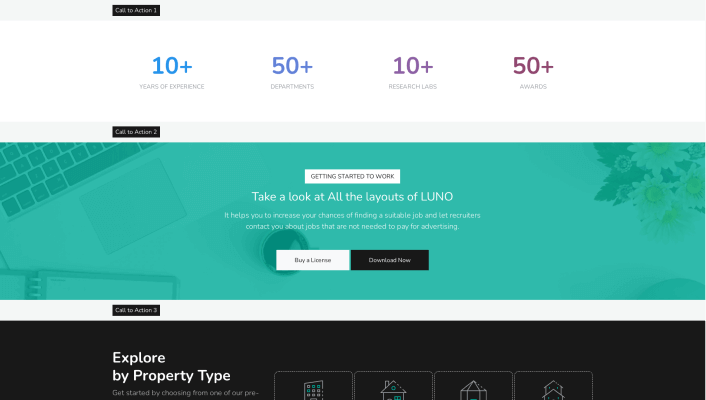 Call to Action 1
10+ 50+ 10+ 50+
YEARS OF EXPERIENCE DEPARTMENTS RESEARCH LABS AWARDS
Call to Action 2
GETTING STARTED TO WORK
Take a look at All the layouts of LUNO
It helps you to increase your chances of finding a suitable job and let recruiters
contact you about jobs that are not needed to pay for advertising.
Buy a License Download Now
Call to Action 3
Explore
by Property Type
Get started by choosing from one of our pre-